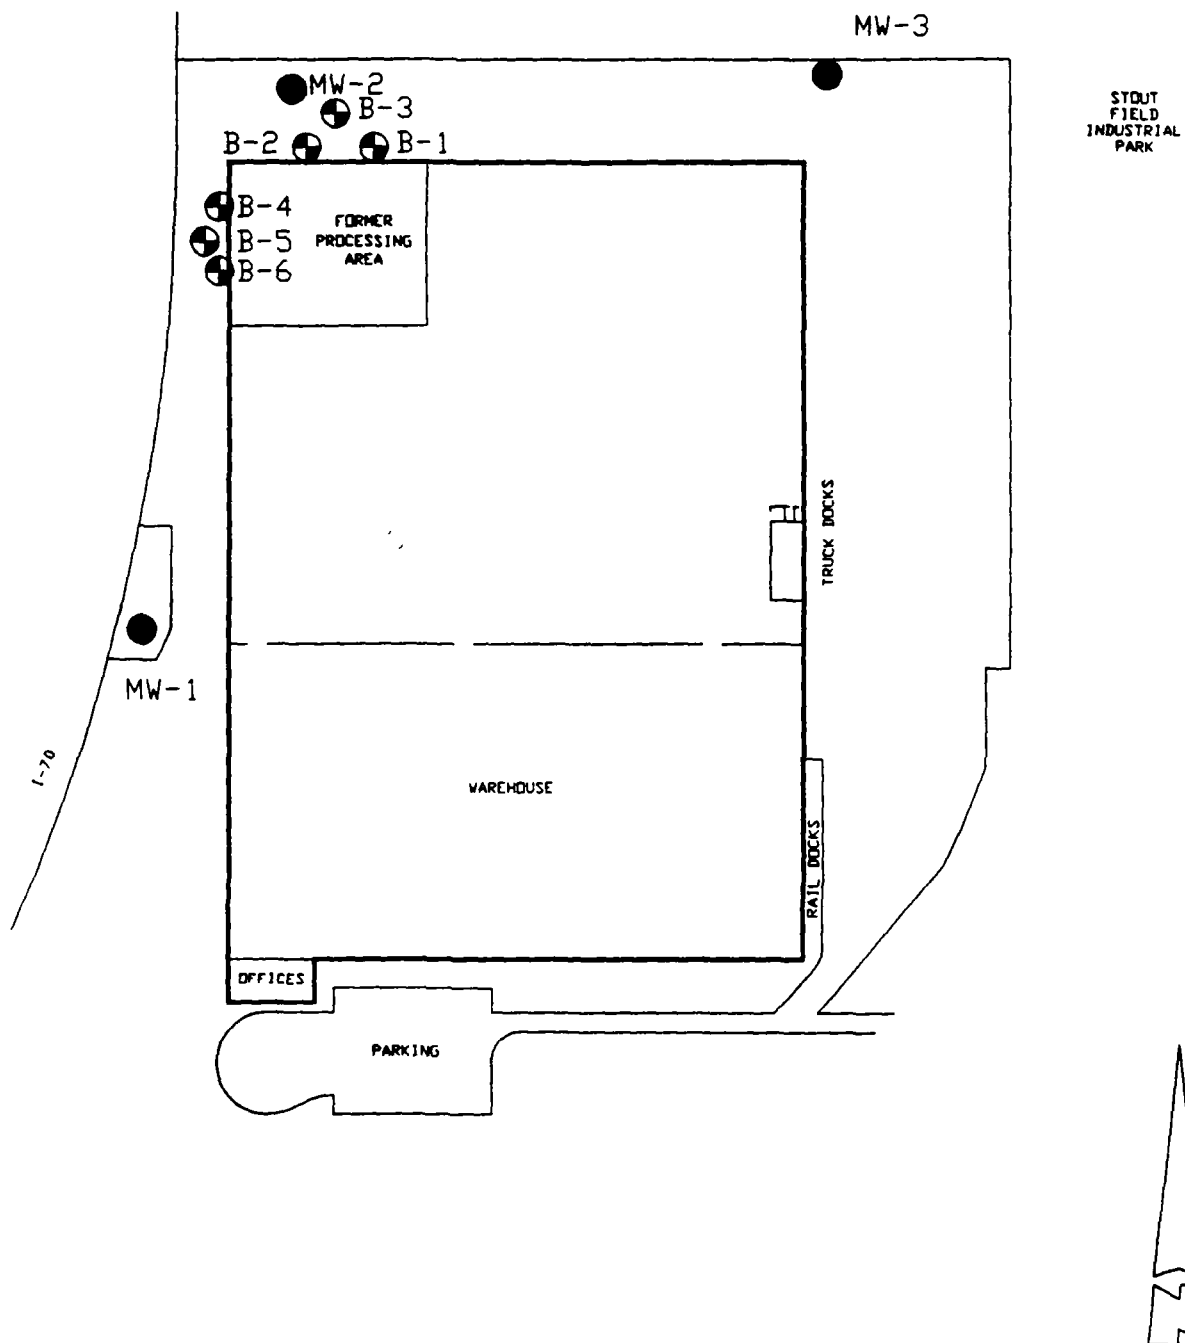 MW-3
STOUT
FIELD
INDUSTRIAL
PARK
MW-2
B-3
B-2
B-1
B-4
FORMER
PROCESSING
AREA
B-5
B-6
TRUCK DOCKS
MW-1
I-70
WAREHOUSE
RAIL DOCKS
OFFICES
PARKING